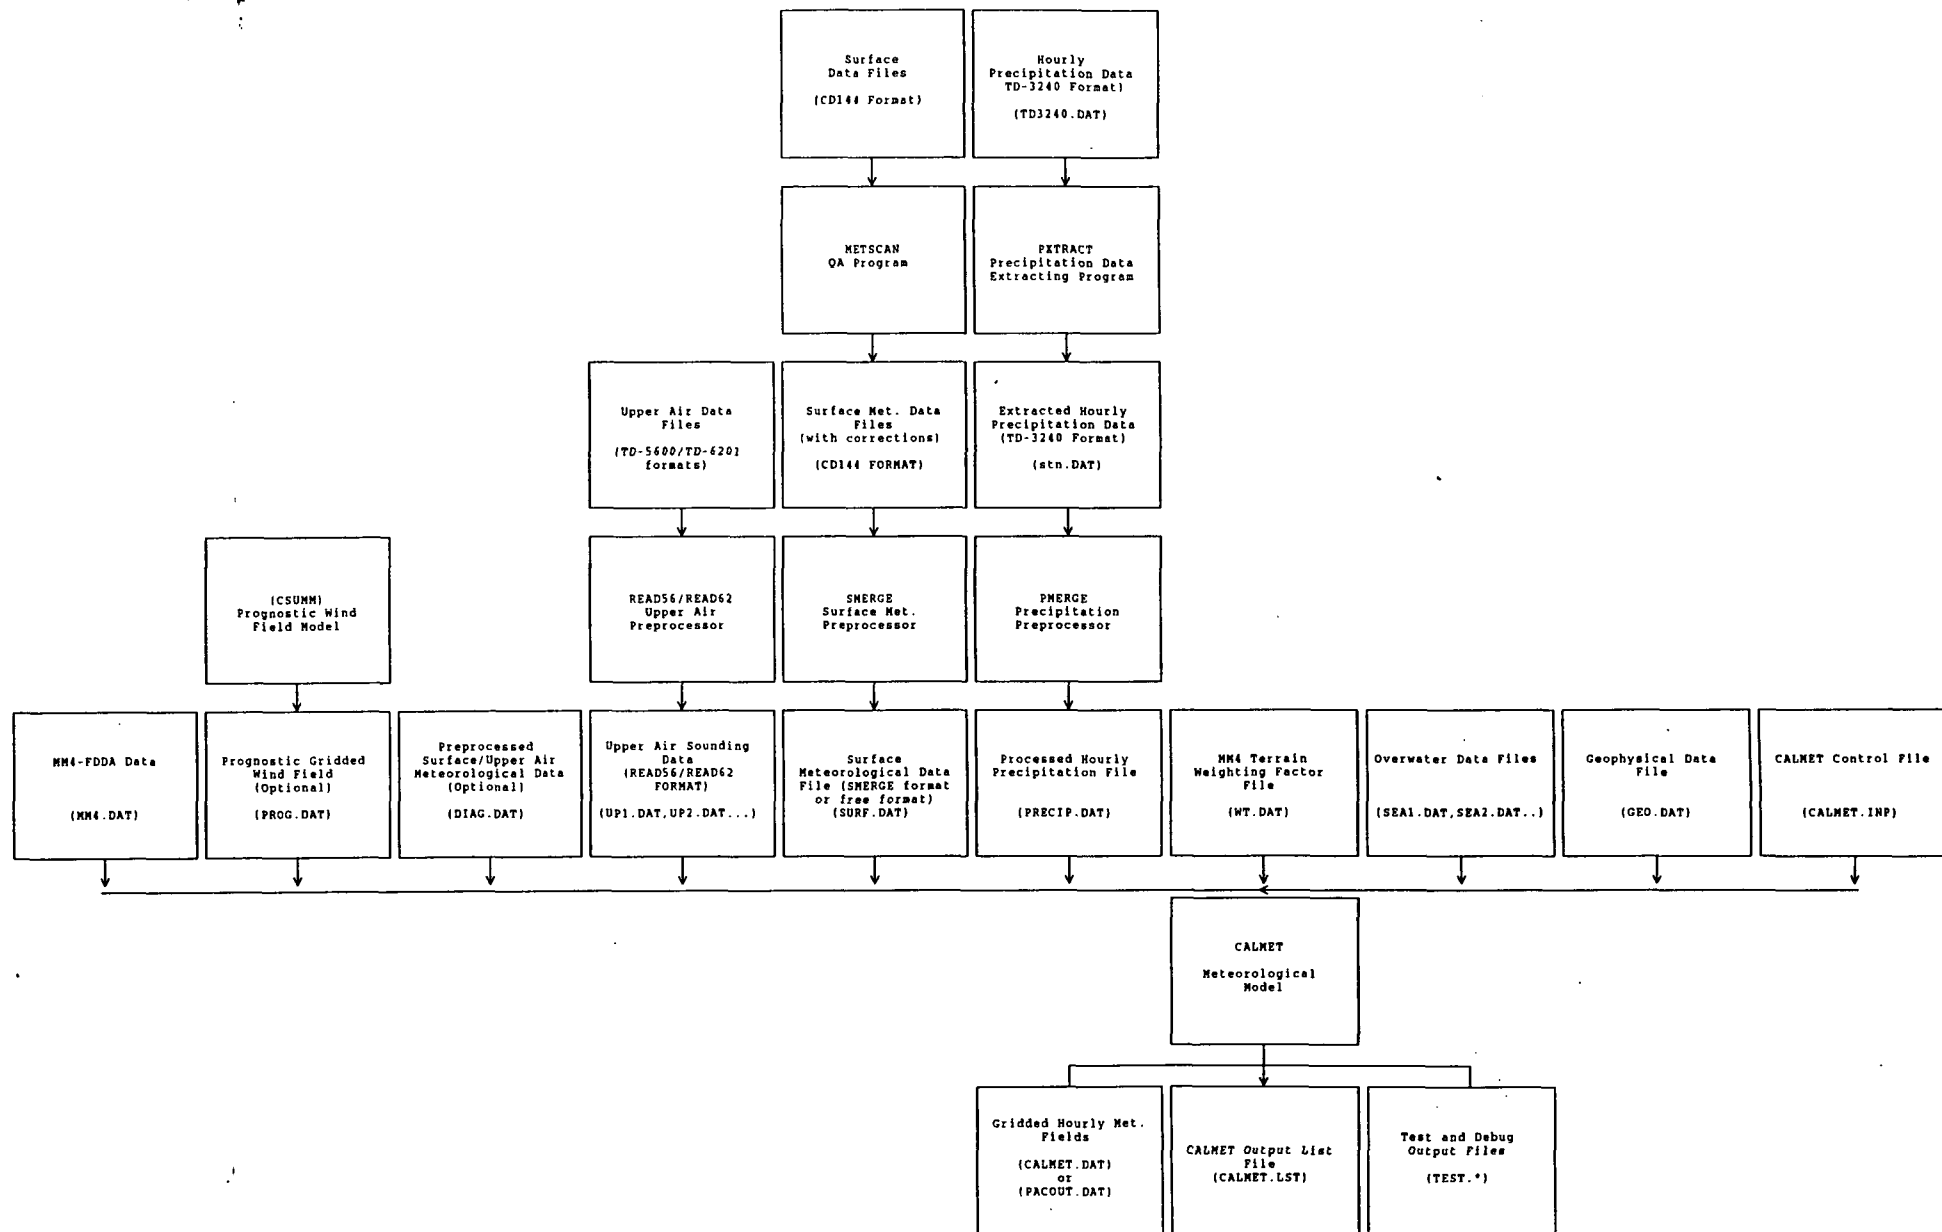 Surface
Data Files
(CD144 Format)
Hourly
Precipitation Data
TD-3240 Format)
(TD3240.DAT)
METSCAN
QA Program
PXTRACT
Precipitation Data
Extracting Program
Upper Air Data
Files
(TD-5600/TD-6201
formats)
Surface Met. Data
Files
(with corrections)
(CD144 FORMAT)
Extracted Hourly
Precipitation Data
(TD-3240 Format)
(stn.DAT)
(CSUMM)
Prognostic Wind
Field Model
READ56/READ62
Upper Air
Preprocessor
SMERGE
Surface Met.
Preprocessor
PMERGE
Precipitation
Preprocessor
MM4-FDDA Data
(MM4.DAT)
Prognostic Gridded
Wind Field
(Optional)
(PROG.DAT)
Preprocessed
Surface/Upper Air
Meteorological Data
(Optional)
(DIAG.DAT)
Upper Air Sounding
Data
(READ56/READ62
FORMAT)
(UP1.DAT,UP2.DAT...)
Surface
Meteorological Data
File (SMERGE format
or free format)
(SURF.DAT)
Processed Hourly
Precipitation File
(PRECIP.DAT)
MM4 Terrain
Weighting Factor
File
(WT.DAT)
Overwater Data Files
(SEA1.DAT,SEA2.DAT..)
Geophysical Data
File
(GEO.DAT)
CALMET Control File
(CALMET.INP)
CALMET
Meteorological
Model
Gridded Hourly Met.
Fields
(CALMET.DAT)
or
(PACOUT.DAT)
CALMET Output List
File
(CALMET.LST)
Test and Debug
Output Files
(TEST.*)